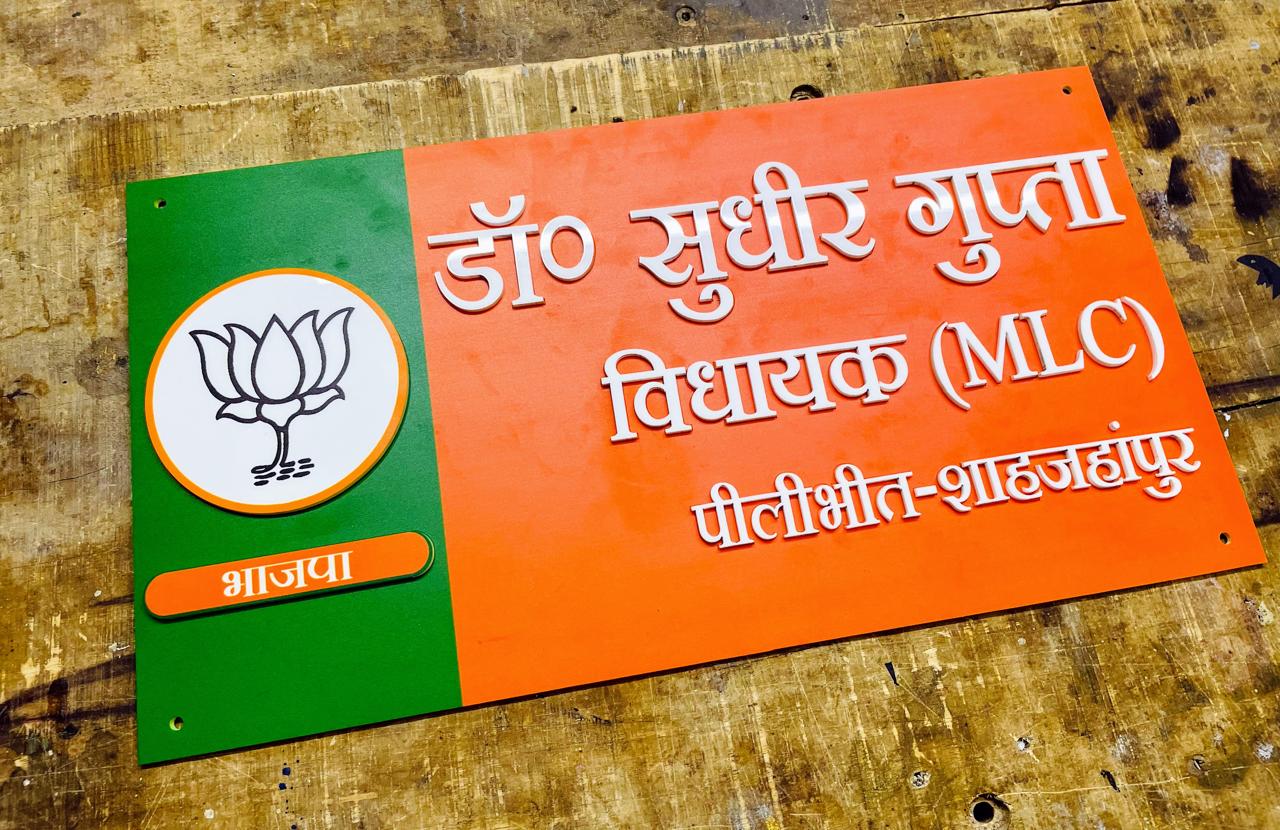 डॉ० सुधीर गुप्ता
विधायक (MLC)
पीलीभीत-शाहजहांपुर
भाजपा